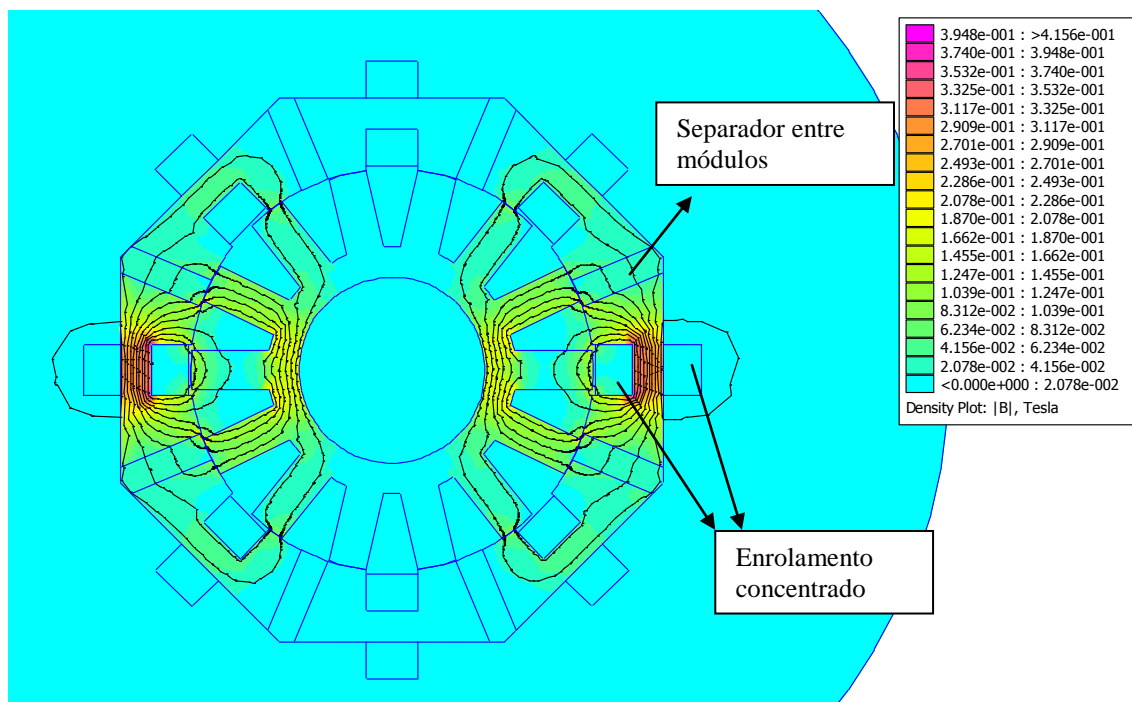 3.948e-001 : >4.156e-001
3.740e-001 : 3.948e-001
3.532e-001 : 3.740e-001
3.325e-001 : 3.532e-001
3.117e-001 : 3.325e-001
2.909e-001 : 3.117e-001
2.701e-001 : 2.909e-001
2.493e-001 : 2.701e-001
2.286e-001 : 2.493e-001
2.078e-001 : 2.286e-001
1.870e-001 : 2.078e-001
1.662e-001 : 1.870e-001
1.455e-001 : 1.662e-001
1.247e-001 : 1.455e-001
1.039e-001 : 1.247e-001
8.312e-002 : 1.039e-001
6.234e-002 : 8.312e-002
4.156e-002 : 6.234e-002
2.078e-002 : 4.156e-002
<0.000e+000 : 2.078e-002
Density Plot: |B|, Tesla
Separador entre
módulos
Enrolamento
concentrado